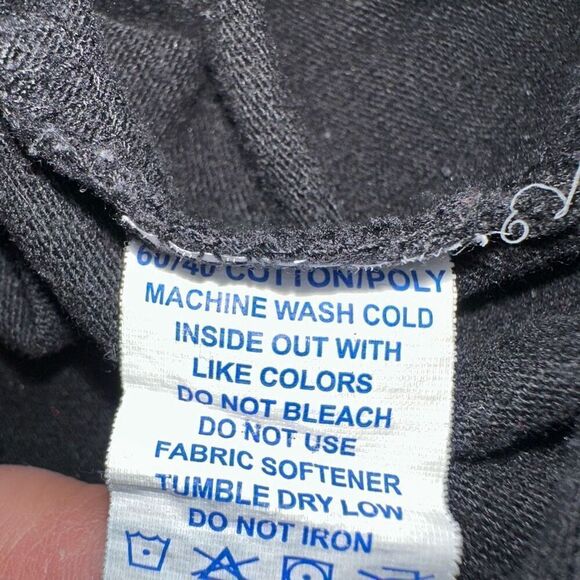 60/40 COTTON/POLY
MACHINE WASH COLD
INSIDE OUT WITH
LIKE COLORS
DO NOT BLEACH
DO NOT USE
FABRIC SOFTENER
TUMBLE DRY LOW
DO NOT IRON